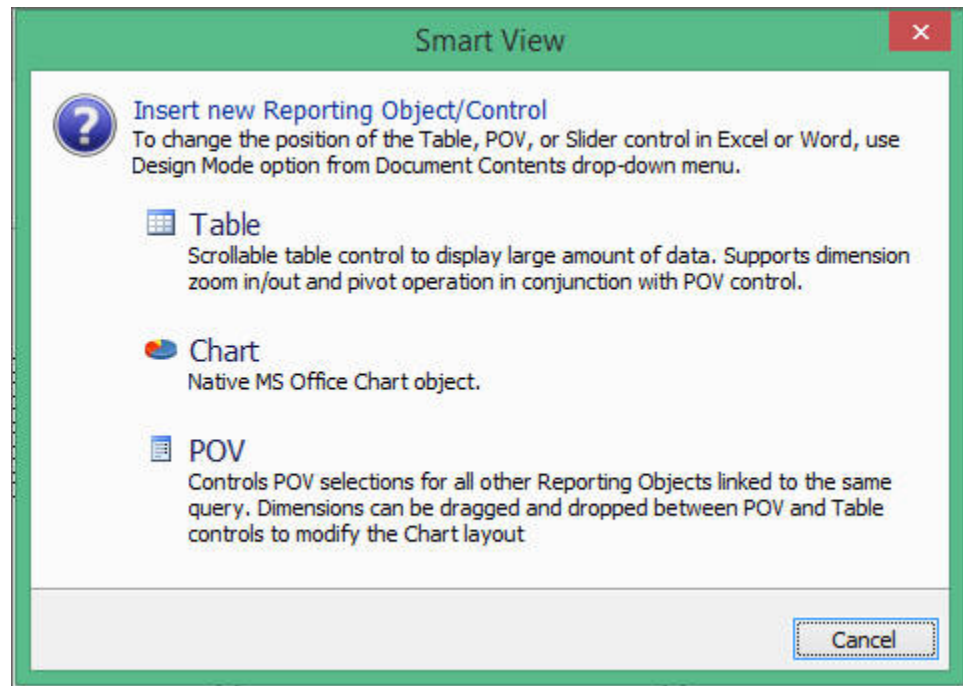 Smart View
Insert new Reporting Object/Control
To change the position of the Table, POV, or Slider control in Excel or Word, use
Design Mode option from Document Contents drop-down menu.
Table
Scrollable table control to display large amount of data. Supports dimension
zoom in/out and pivot operation in conjunction with POV control.
Chart
Native MS Office Chart object.
POV
Controls POV selections for all other Reporting Objects linked to the same
query. Dimensions can be dragged and dropped between POV and Table
controls to modify the Chart layout
Cancel